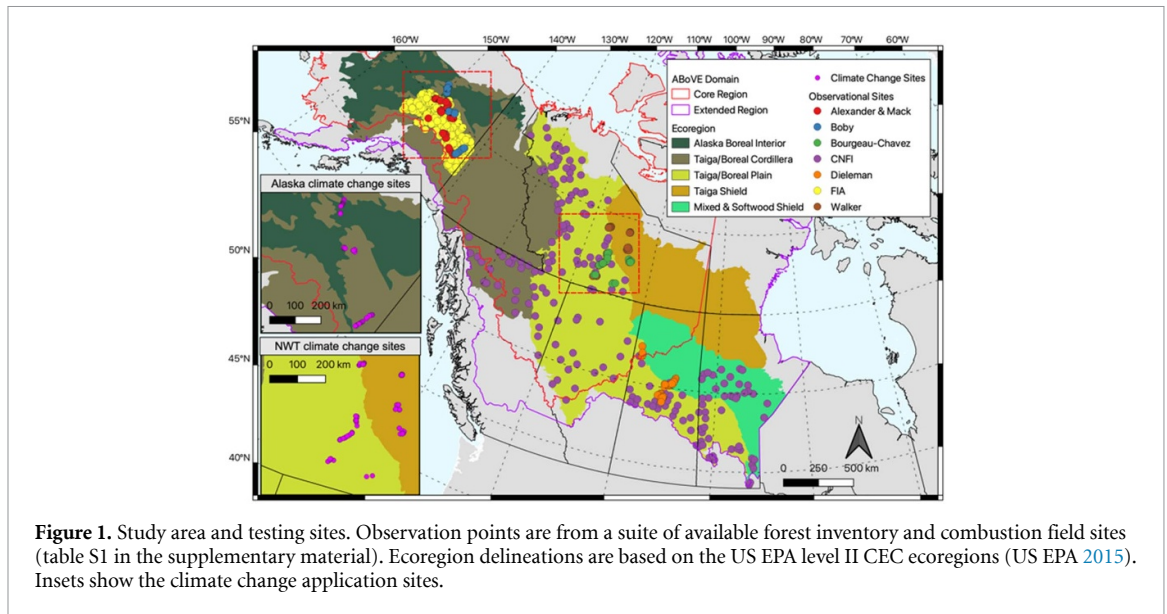 160°W 150°W 140°W 130°W 120°W 110°W 100°W 90°W 80°W 70°W 60°W
55°N
50°N
45°N
40°N
ABoVE Domain
Core Region
Extended Region
Ecoregion
Alaska Boreal Interior
Taiga/Boreal Cordillera
Taiga/Boreal Plain
Taiga Shield
Mixed & Softwood Shield
Climate Change Sites
Observational Sites
Alexander & Mack
Boby
Bourgeau-Chavez
CNFI
Dieleman
FIA
Walker
Alaska climate change sites
0 100 200 km
NWT climate change sites
0 100 200 km
N
0 250 500 km
Figure 1. Study area and testing sites. Observation points are from a suite of available forest inventory and combustion field sites
(table S1 in the supplementary material). Ecoregion delineations are based on the US EPA level II CEC ecoregions (US EPA 2015).
Insets show the climate change application sites.